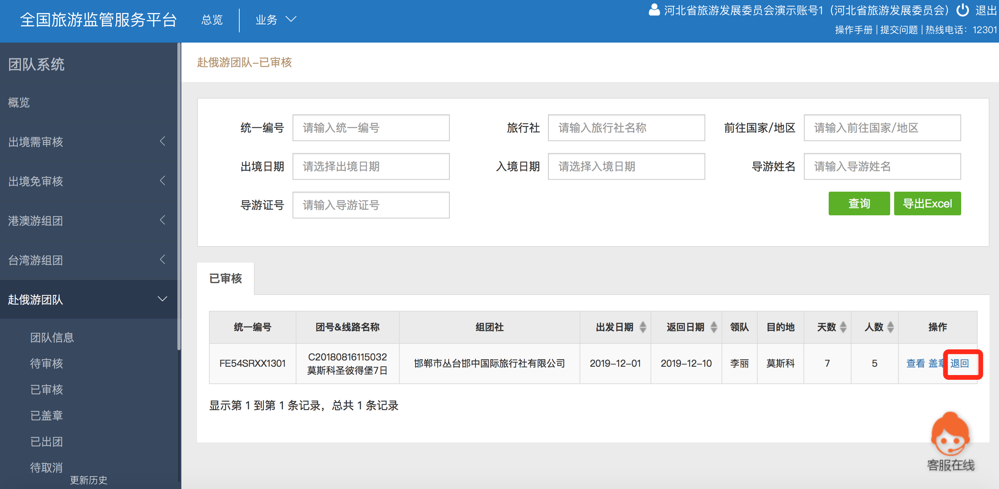 全国旅游监管服务平台 总览 业务
河北省旅游发展委员会演示账号1（河北省旅游发展委员会） 退出
操作手册 | 提交问题 | 热线电话：12301
团队系统
概览
出境需审核
出境免审核
港澳游组团
台湾游组团
赴俄游团队
团队信息
待审核
已审核
已盖章
已出团
待取消
更新历史
赴俄游团队-已审核
统一编号 请输入统一编号 旅行社 请输入旅行社名称 前往国家/地区 请输入前往国家/地区
出境日期 请选择出境日期 入境日期 请选择入境日期 导游姓名 请输入导游姓名
导游证号 请输入导游证号 查询 导出Excel
已审核
统一编号 团号&线路名称 组团社 出发日期 返回日期 领队 目的地 天数 人数 操作
FE54SRXX1301 C20180816115032 邯郸市丛台邯中国际旅行社有限公司 2019-12-01 2019-12-10 李丽 莫斯科 7 5 查看 盖章 退回
莫斯科圣彼得堡7日
显示第 1 到第 1 条记录，总共 1 条记录
客服在线